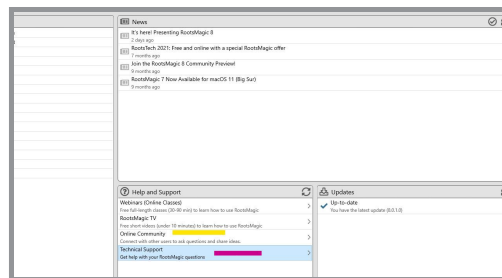 News
It's here! Presenting RootsMagic 8
2 days ago
RootsTech 2021: Free and online with a special RootsMagic offer
7 months ago
Join the RootsMagic 8 Community Preview!
9 months ago
RootsMagic 7 Now Available for macOS 11 (Big Sur)
9 months ago
Help and Support
Webinars (Online Classes)
Free full-length classes (30-90 min) to learn how to use RootsMagic
RootsMagic TV
Free short videos (under 10 minutes) to learn how to use RootsMagic
Online Community
Connect with other users to ask questions and share ideas.
Technical Support
Get help with your RootsMagic questions
Updates
Up-to-date
You have the latest update (8.0.1.0)